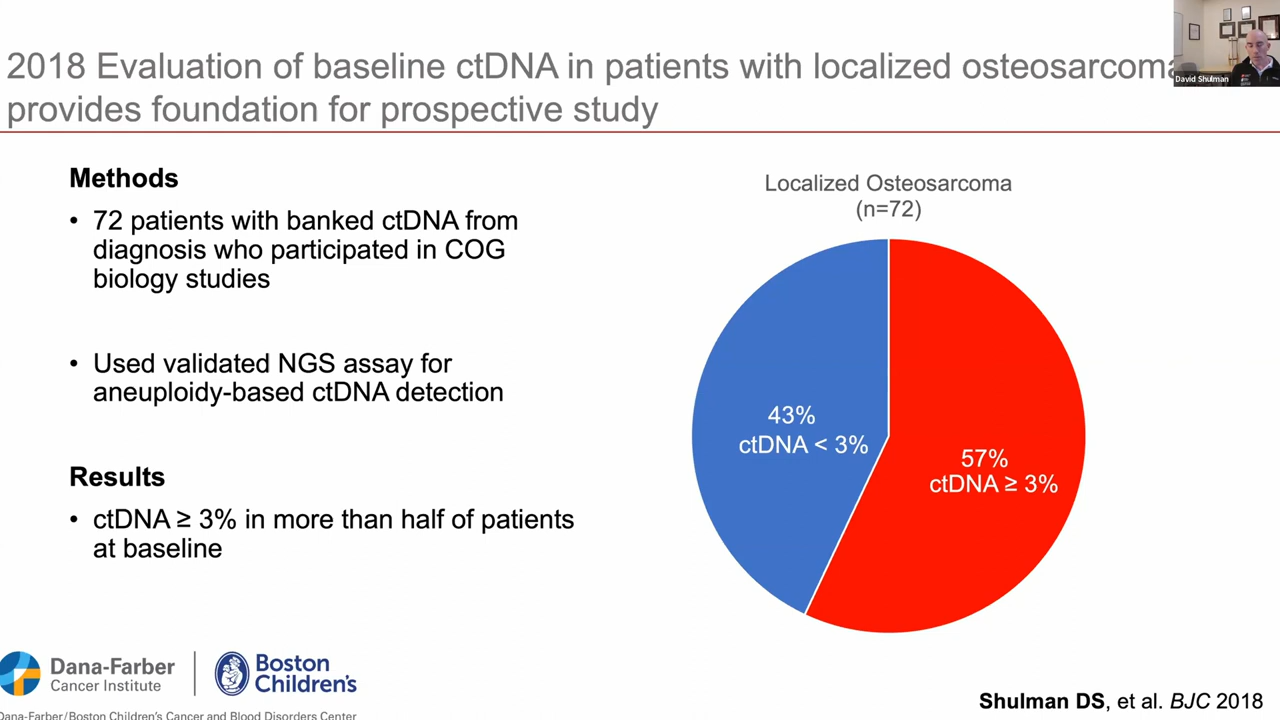 2018 Evaluation of baseline ctDNA in patients with localized osteosarcoma
provides foundation for prospective study
David Shulman
Methods
• 72 patients with banked ctDNA from
diagnosis who participated in COG
biology studies
• Used validated NGS assay for
aneuploidy-based ctDNA detection
Results
• ctDNA ≥ 3% in more than half of patients
at baseline
Localized Osteosarcoma
(n=72)
43%
ctDNA < 3%
57%
ctDNA ≥ 3%
Dana-Farber
Cancer Institute
Boston
Children's
Dana-Farber/Boston Children's Cancer and Blood Disorders Center
Shulman DS, et al. BJC 2018